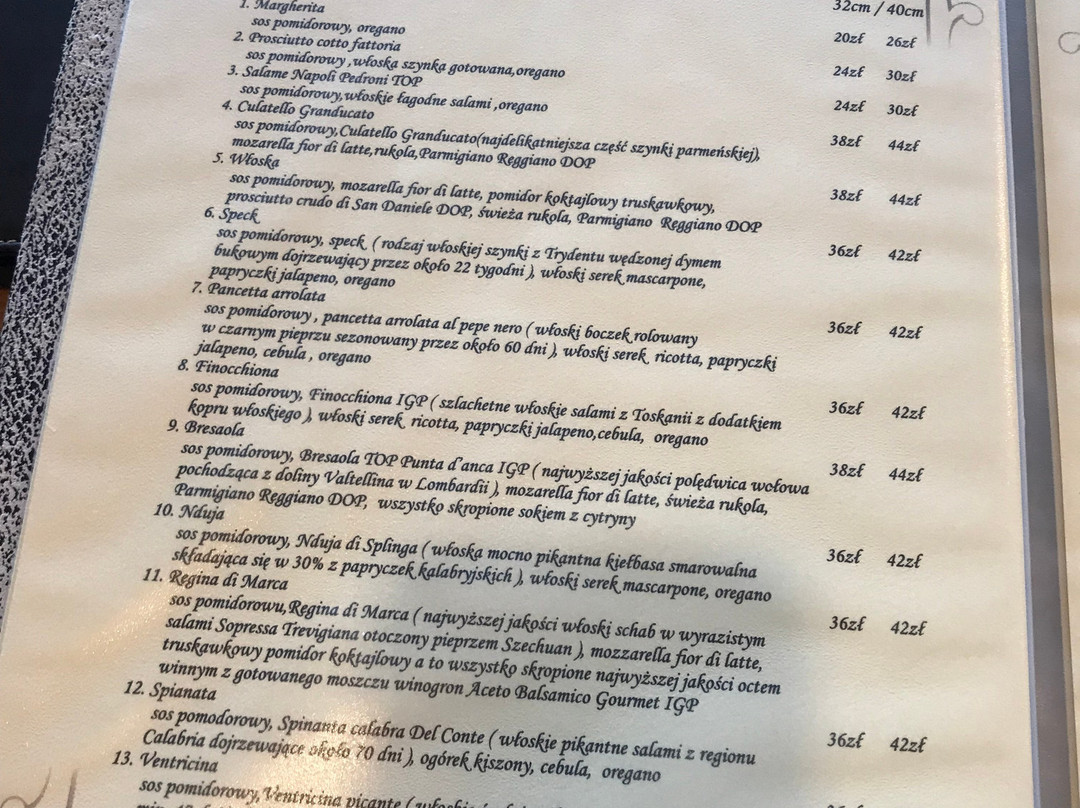 32cm / 40cm
1. Margherita
sos pomidorowy, oregano
20zł 26zł
2. Prosciutto cotto fattoria
sos pomidorowy ,włoska szynka gotowana,oregano
24zł 30zł
3. Salame Napoli Pedroni TOP
sos pomidorowy,włoskie łagodne salami ,oregano
24zł 30zł
4. Culatello Granducato
sos pomidorowy,Culatello Granducato(najdelikatniejsza część szynki parmeńskiej),
mozarella fior di latte,rukola,Parmigiano Reggiano DOP
38zł 44zł
5. Włoska
sos pomidorowy, mozarella fior di latte, pomidor koktajlowy truskawkowy,
prosciutto crudo di San Daniele DOP, świeża rukola, Parmigiano Reggiano DOP
38zł 44zł
6. Speck
sos pomidorowy, speck ( rodzaj włoskiej szynki z Trydentu wędzonej dymem
bukowym dojrzewający przez około 22 tygodni ), włoski serek mascarpone,
papryczki jalapeno, oregano
36zł 42zł
7. Pancetta arrolata
sos pomidorowy , pancetta arrolata al pepe nero ( włoski boczek rolowany
w czarnym pieprzu sezonowany przez około 60 dni ), włoski serek ricotta, papryczki
jalapeno, cebula , oregano
36zł 42zł
8. Finocchiona
sos pomidorowy, Finocchiona IGP ( szlachetne włoskie salami z Toskanii z dodatkiem
kopru włoskiego ), włoski serek ricotta, papryczki jalapeno,cebula, oregano
36zł 42zł
9. Bresaola
sos pomidorowy, Bresaola TOP Punta d'anca IGP ( najwyższej jakości polędwica wołowa
pochodząca z doliny Valtellina w Lombardii ), mozarella fior di latte, świeża rukola,
Parmigiano Reggiano DOP, wszystko skropione sokiem z cytryny
38zł 44zł
10. Nduja
sos pomidorowy, Nduja di Splinga ( włoska mocno pikantna kiełbasa smarowalna
składająca się w 30% z papryczek kalabryjskich ), włoski serek mascarpone, oregano
36zł 42zł
11. Regina di Marca
sos pomidorowu,Regina di Marca ( najwyższej jakości włoski schab w wyrazistym
salami Sopressa Trevigiana otoczony pieprzem Szechuan ), mozzarella fior di latte,
truskawkowy pomidor koktajlowy a to wszystko skropione najwyższej jakości octem
winnym z gotowanego moszczu winogron Aceto Balsamico Gourmet IGP
36zł 42zł
12. Spianata
sos pomodorowy, Spinanta calabra Del Conte ( włoskie pikantne salami z regionu
Calabria dojrzewające około 70 dni ), ogórek kiszony, cebula, oregano
36zł 42zł
13. Ventricina
sos pomidorowy, Ventricina picante